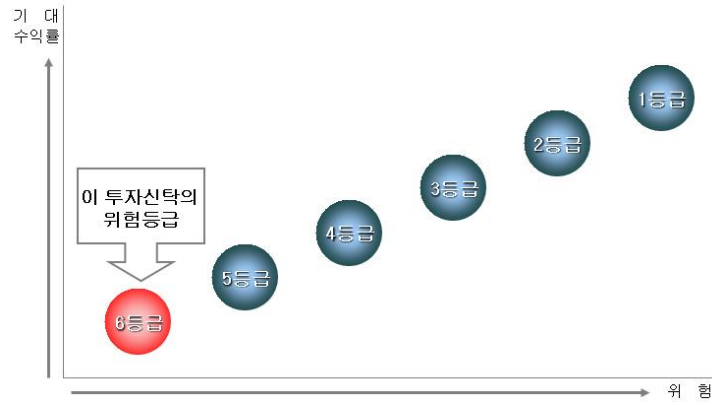 기 대
수익률
1등급
2등급
3등급
이 투자신탁의
위험등급
4등급
5등급
6등급
위 험